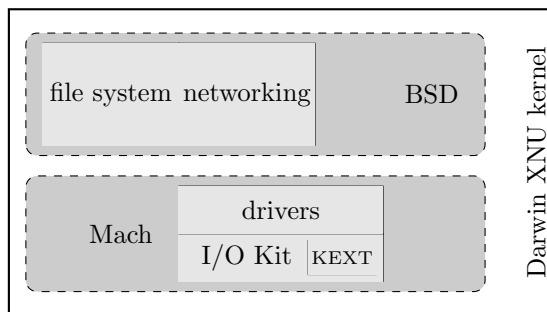 file system networking
BSD
Mach
drivers
I/O Kit
KEXT
Darwin XNU kernel